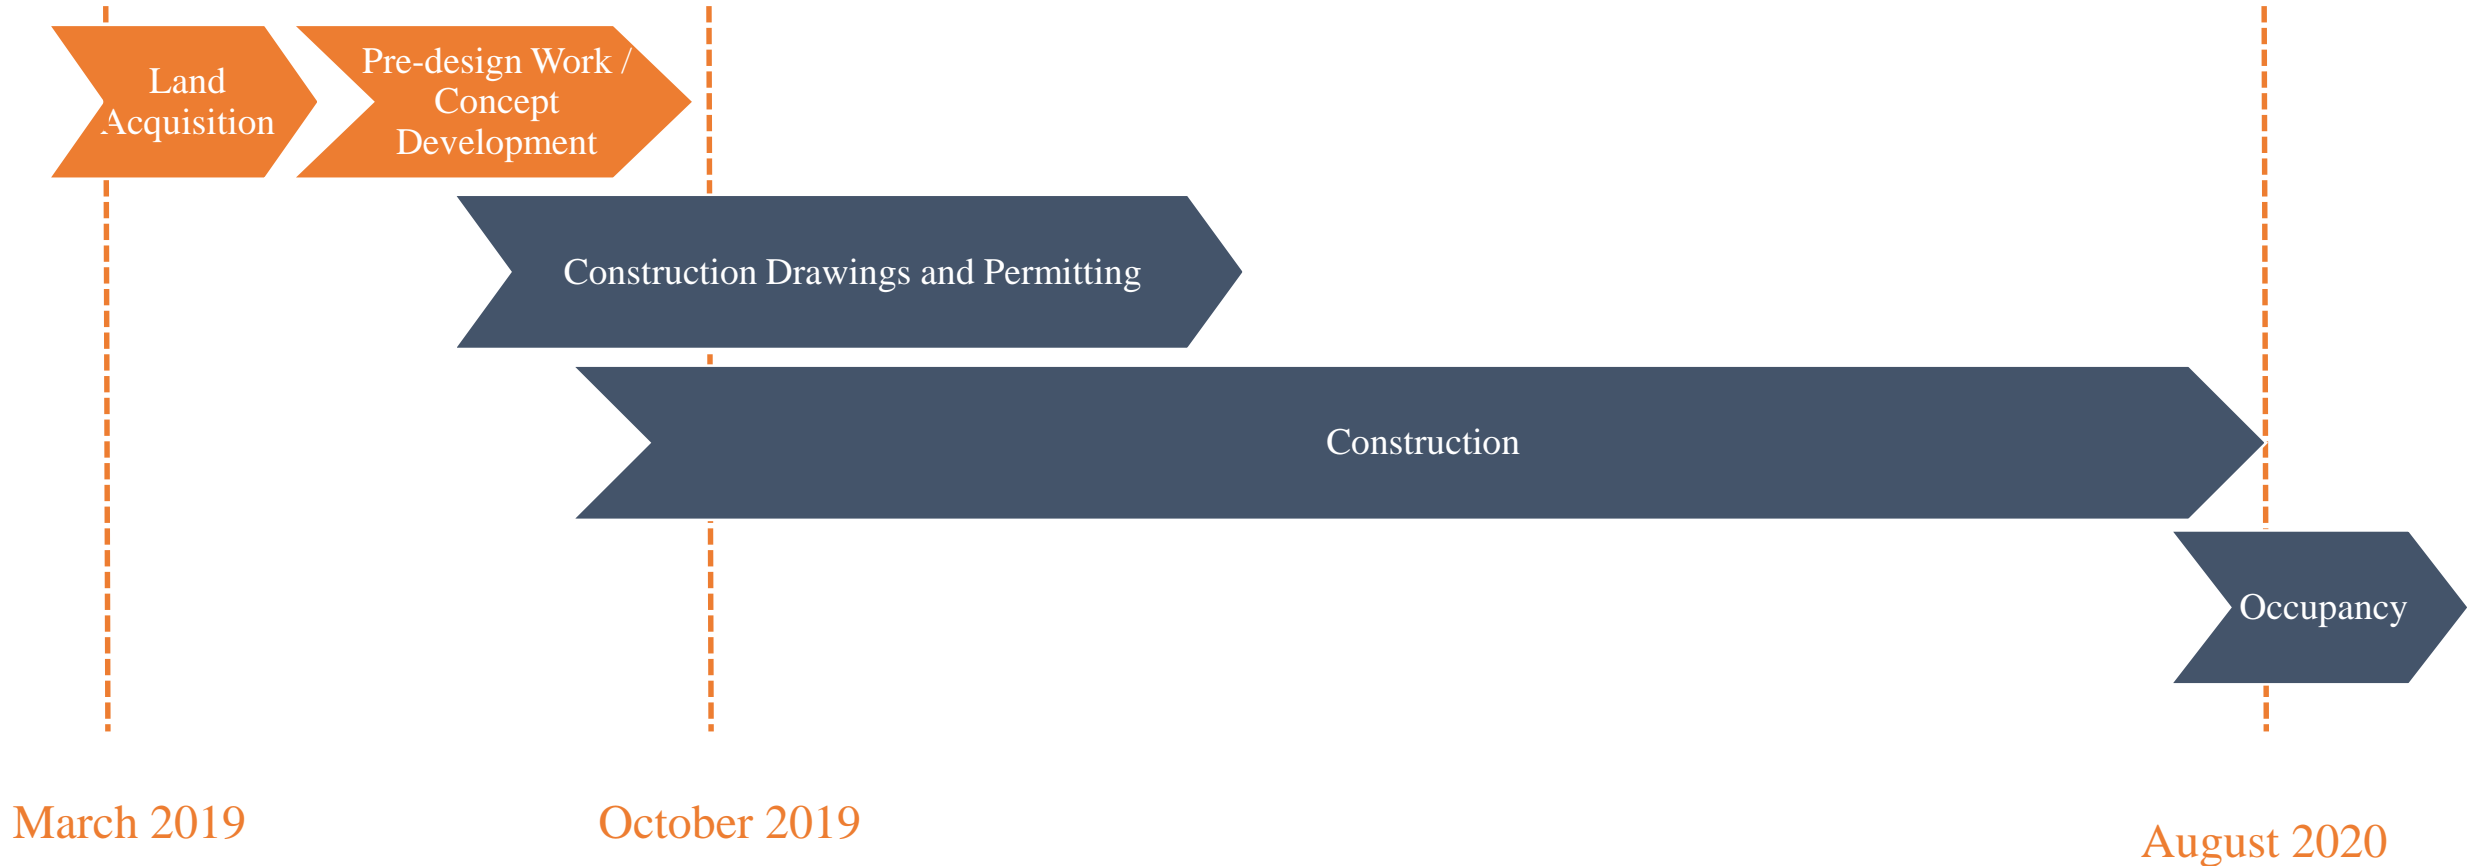 Land
Acquisition
Pre-design Work /
Concept
Development
Construction Drawings and Permitting
Construction
Occupancy
March 2019
October 2019
August 2020